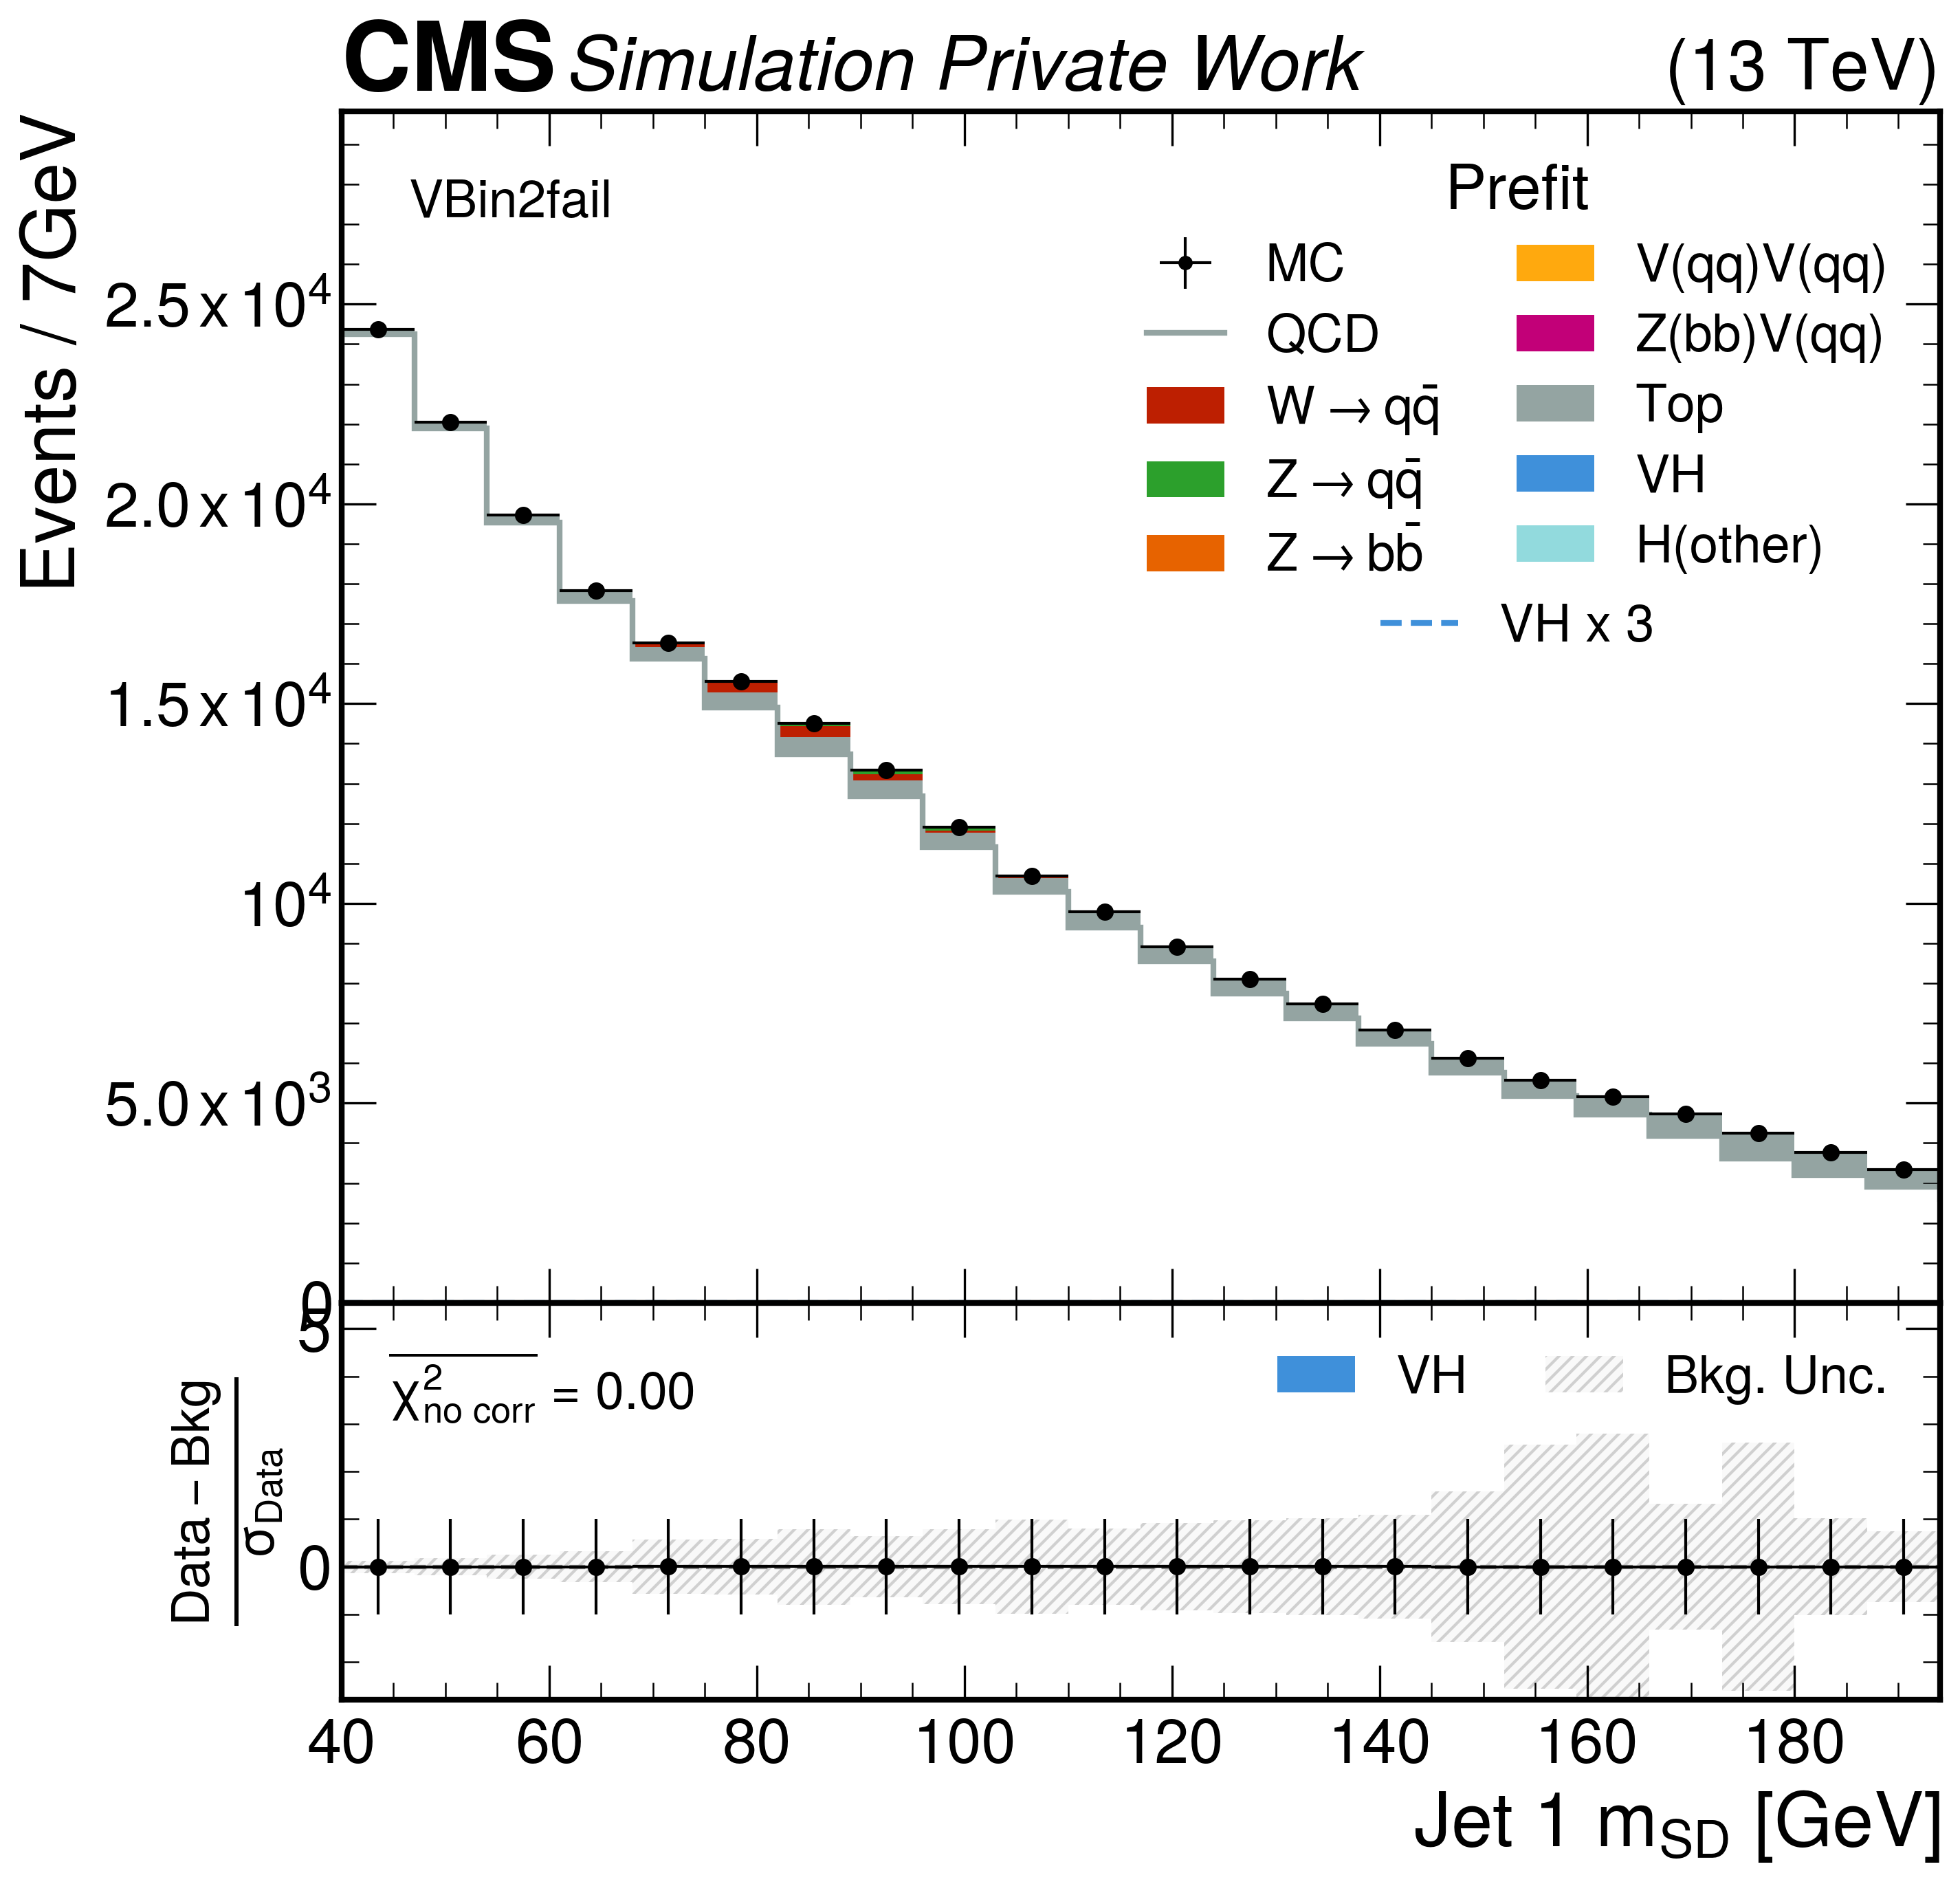 CMS Simulation Private Work (13 TeV)
Events / 7GeV
VBin2fail
Prefit
MC
QCD
W → qq̄
Z → qq̄
Z → bb̄
V(qq)V(qq)
Z(bb)V(qq)
Top
VH
H(other)
VH x 3
2.5 x 10⁴
2.0 x 10⁴
1.5 x 10⁴
10⁴
5.0 x 10³
0
5
0
Data – Bkg
σ_Data
χ²_no corr = 0.00
VH
Bkg. Unc.
40 60 80 100 120 140 160 180
Jet 1 m_SD [GeV]